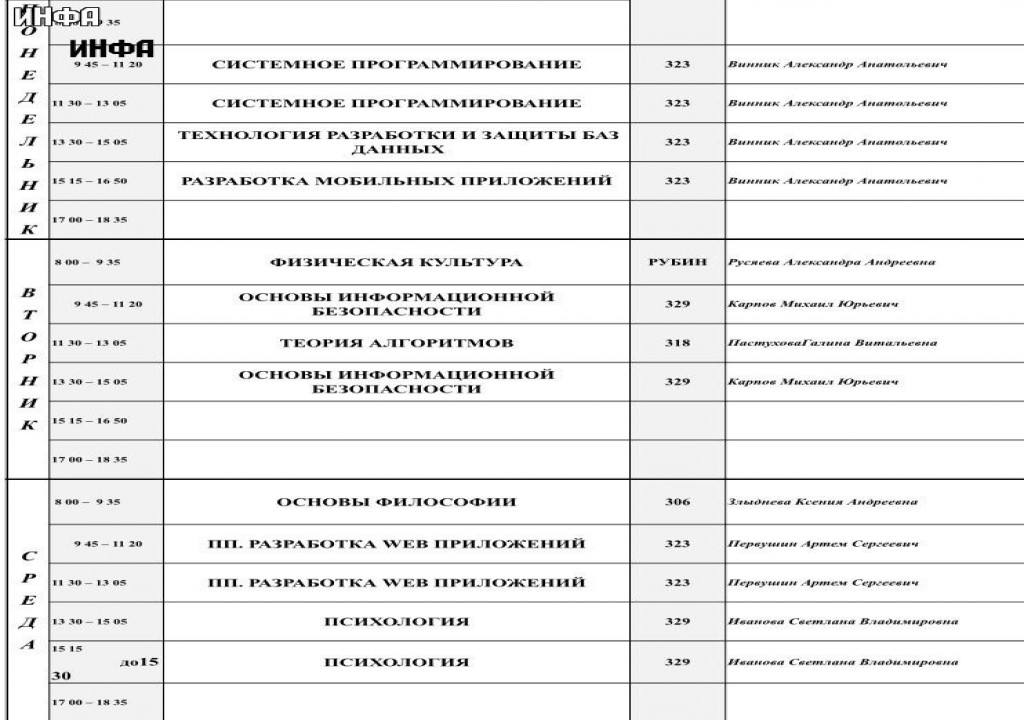 ИНФА
ПОНЕДЕЛЬНИК
35
ИНФА
9 45 – 11 20 СИСТЕМНОЕ ПРОГРАММИРОВАНИЕ 323 Винник Александр Анатольевич
11 30 – 13 05 СИСТЕМНОЕ ПРОГРАММИРОВАНИЕ 323 Винник Александр Анатольевич
13 30 – 15 05 ТЕХНОЛОГИЯ РАЗРАБОТКИ И ЗАЩИТЫ БАЗ 323 Винник Александр Анатольевич
ДАННЫХ
15 15 – 16 50 РАЗРАБОТКА МОБИЛЬНЫХ ПРИЛОЖЕНИЙ 323 Винник Александр Анатольевич
17 00 – 18 35
ВТОРНИК
8 00 – 9 35 ФИЗИЧЕСКАЯ КУЛЬТУРА РУБИН Русяева Александра Андреевна
9 45 – 11 20 ОСНОВЫ ИНФОРМАЦИОННОЙ 329 Карпов Михаил Юрьевич
БЕЗОПАСНОСТИ
11 30 – 13 05 ТЕОРИЯ АЛГОРИТМОВ 318 ПастуховаГалина Витальевна
13 30 – 15 05 ОСНОВЫ ИНФОРМАЦИОННОЙ 329 Карпов Михаил Юрьевич
БЕЗОПАСНОСТИ
15 15 – 16 50
17 00 – 18 35
СРЕДА
8 00 – 9 35 ОСНОВЫ ФИЛОСОФИИ 306 Злыднева Ксения Андреевна
9 45 – 11 20 ПП. РАЗРАБОТКА WEB ПРИЛОЖЕНИЙ 323 Первушин Артем Сергеевич
11 30 – 13 05 ПП. РАЗРАБОТКА WEB ПРИЛОЖЕНИЙ 323 Первушин Артем Сергеевич
13 30 – 15 05 ПСИХОЛОГИЯ 329 Иванова Светлана Владимировна
15 15
до15 ПСИХОЛОГИЯ 329 Иванова Светлана Владимировна
30
17 00 – 18 35